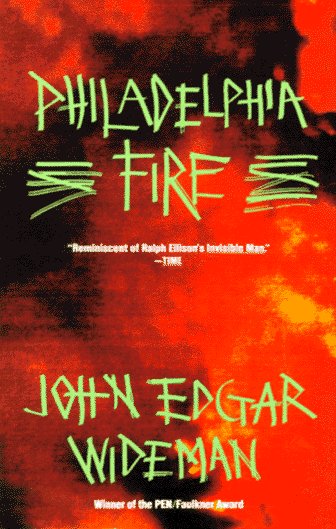 PHILADELPHIA
FIRE
"Reminiscent of Ralph Ellison's Invisible Man."
—TIME
JOHN EDGAR
WIDEMAN
Winner of the PEN/Faulkner Award